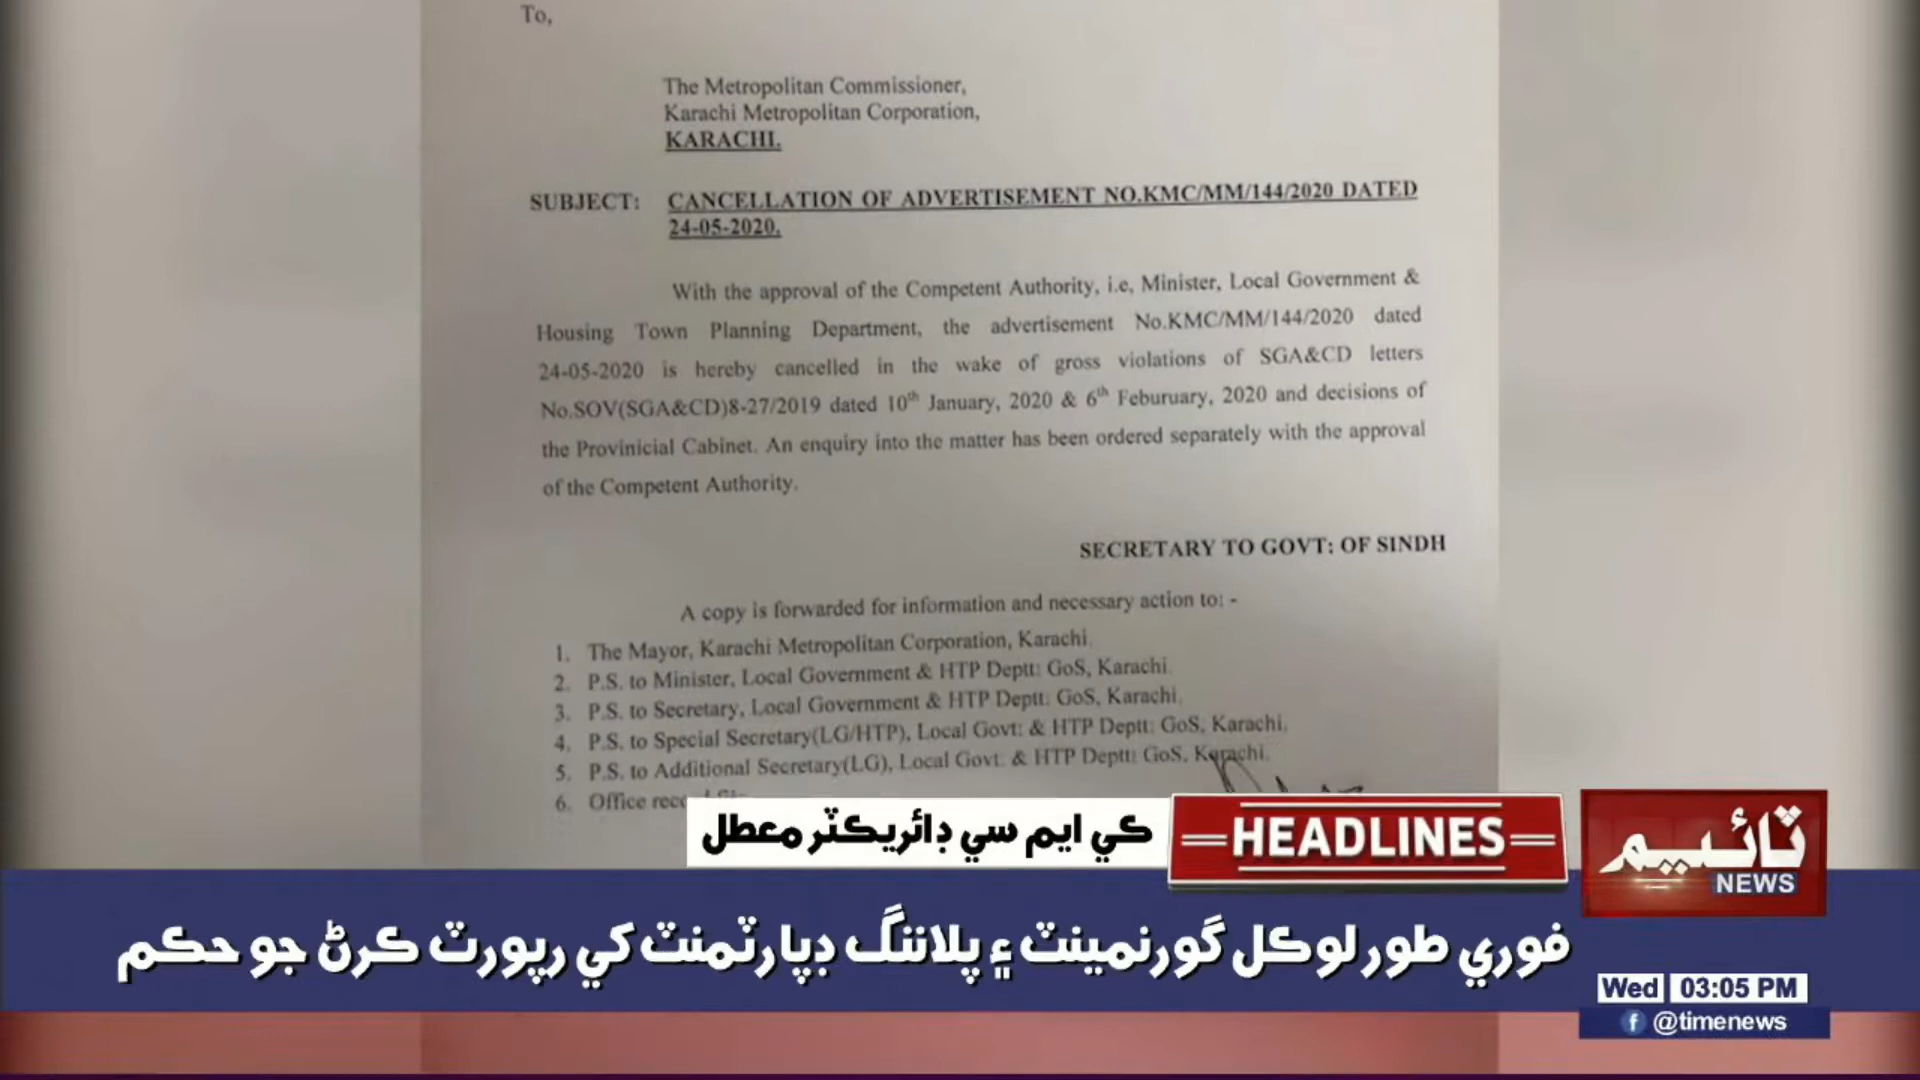 To,
The Metropolitan Commissioner,
Karachi Metropolitan Corporation,
KARACHI.
SUBJECT: CANCELLATION OF ADVERTISEMENT NO.KMC/MM/144/2020 DATED
24-05-2020.
With the approval of the Competent Authority, i.e, Minister, Local Government &
Housing Town Planning Department, the advertisement No.KMC/MM/144/2020 dated
24-05-2020 is hereby cancelled in the wake of gross violations of SGA&CD letters
No.SOV(SGA&CD)8-27/2019 dated 10th January, 2020 & 6th Feburuary, 2020 and decisions of
the Provinicial Cabinet. An enquiry into the matter has been ordered separately with the approval
of the Competent Authority.
SECRETARY TO GOVT: OF SINDH
A copy is forwarded for information and necessary action to: -
1. The Mayor, Karachi Metropolitan Corporation, Karachi.
2. P.S. to Minister, Local Government & HTP Deptt: GoS, Karachi.
3. P.S. to Secretary, Local Government & HTP Deptt: GoS, Karachi.
4. P.S. to Special Secretary(LG/HTP), Local Govt: & HTP Deptt: GoS, Karachi.
5. P.S. to Additional Secretary(LG), Local Govt. & HTP Deptt: GoS, Karachi.
6. Office
ڪي ايم سي ڊائريڪٽر معطل
HEADLINES
ٽائيم
NEWS
فوري طور لوڪل گورنمينٽ ۽ پلاننگ ڊپارٽمنٽ کي رپورٽ ڪرڻ جو حڪم
Wed 03:05 PM
@timenews